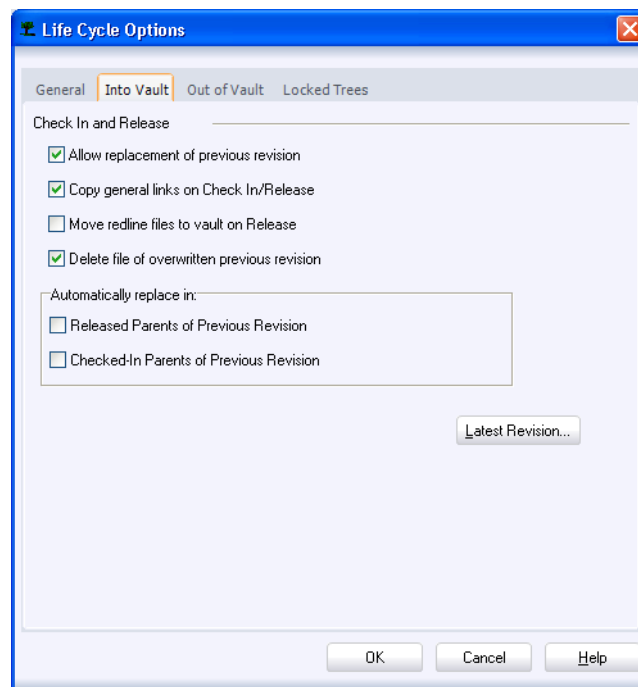 Life Cycle Options
General Into Vault Out of Vault Locked Trees
Check In and Release
Allow replacement of previous revision
Copy general links on Check In/Release
Move redline files to vault on Release
Delete file of overwritten previous revision
Automatically replace in:
Released Parents of Previous Revision
Checked-In Parents of Previous Revision
Latest Revision...
OK Cancel Help